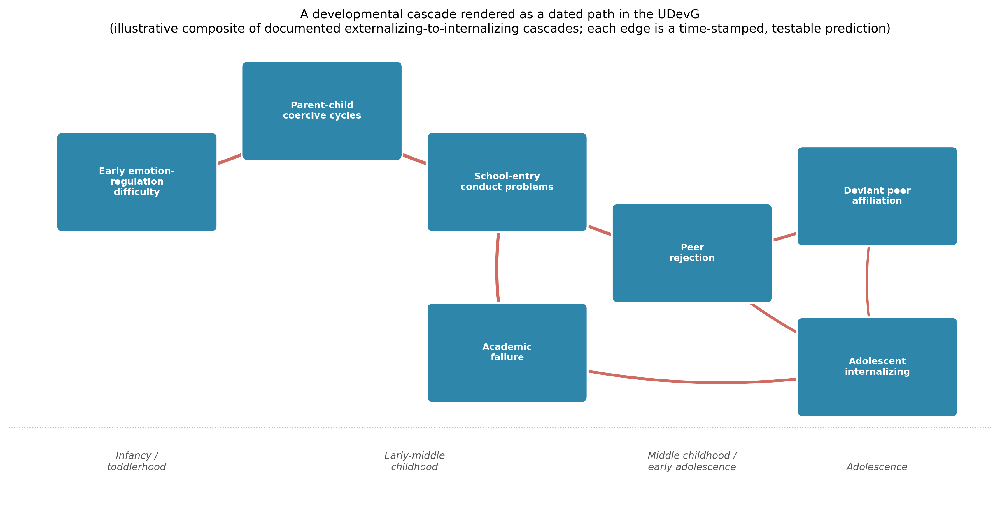 A developmental cascade rendered as a dated path in the UDevG
(illustrative composite of documented externalizing-to-internalizing cascades; each edge is a time-stamped, testable prediction)
Parent-child
coercive cycles
Early emotion-
regulation
difficulty
School-entry
conduct problems
Deviant peer
affiliation
Peer
rejection
Academic
failure
Adolescent
internalizing
Infancy /
toddlerhood
Early-middle
childhood
Middle childhood /
early adolescence
Adolescence